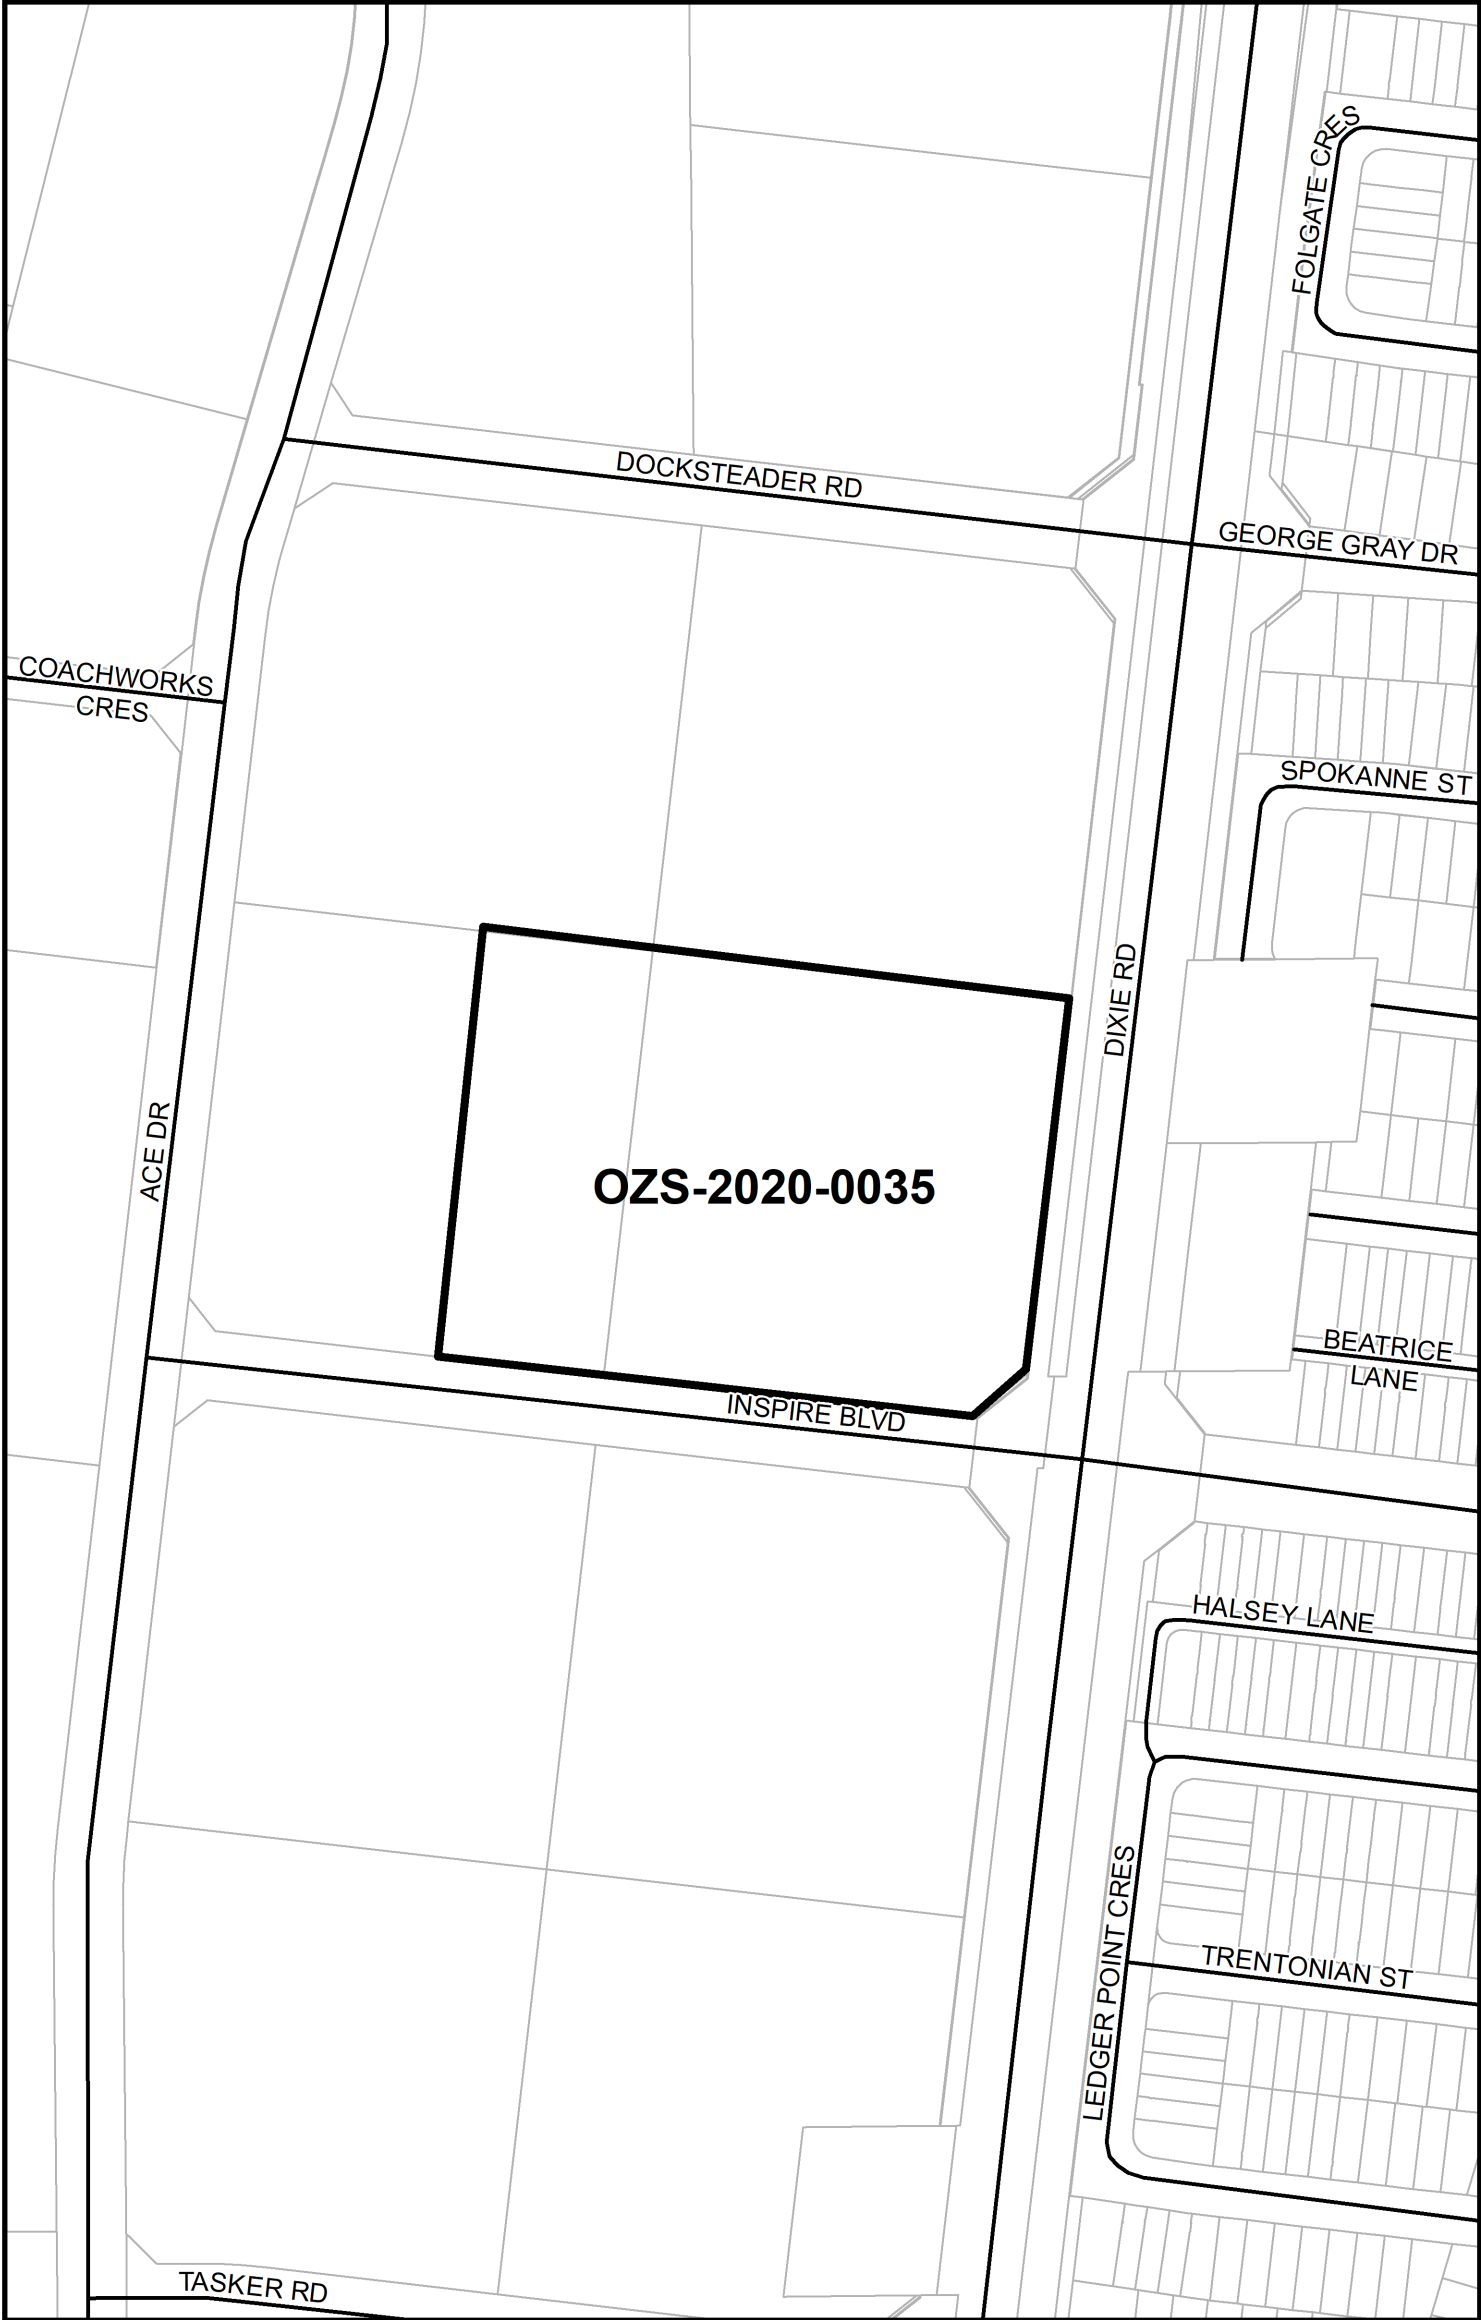 FOLGATE CRES
DOCKSTEADER RD
GEORGE GRAY DR
COACHWORKS
CRES
SPOKANNE ST
DIXIE RD
ACE DR
OZS-2020-0035
BEATRICE
LANE
INSPIRE BLVD
HALSEY LANE
LEDGER POINT CRES
TRENTONIAN ST
TASKER RD